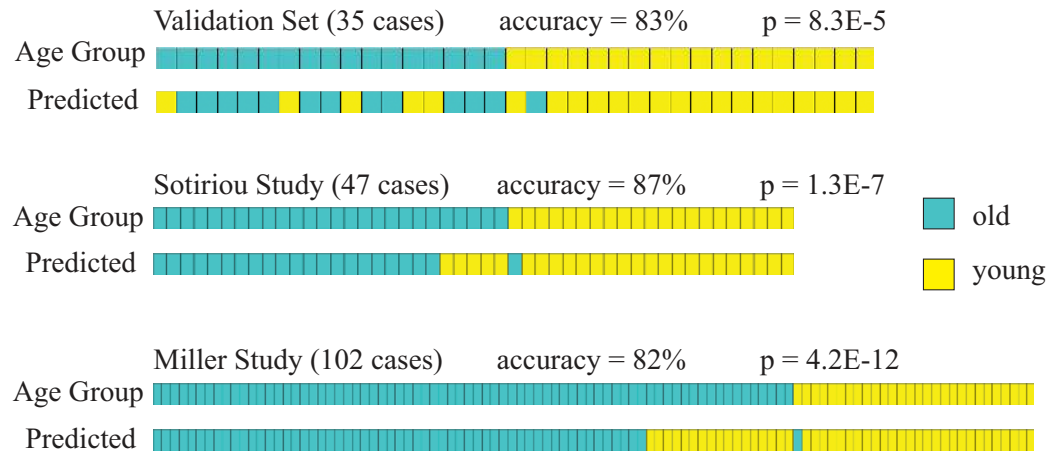 Validation Set (35 cases) accuracy = 83% p = 8.3E-5
Age Group
Predicted
Sotiriou Study (47 cases) accuracy = 87% p = 1.3E-7
Age Group
Predicted
old
young
Miller Study (102 cases) accuracy = 82% p = 4.2E-12
Age Group
Predicted